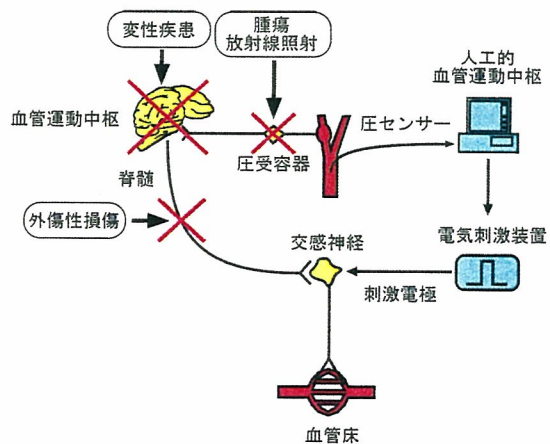 変性疾患
腫瘍
放射線照射
人工的
血管運動中枢
血管運動中枢
圧センサー
圧受容器
脊髄
外傷性損傷
交感神経
電気刺激装置
刺激電極
血管床